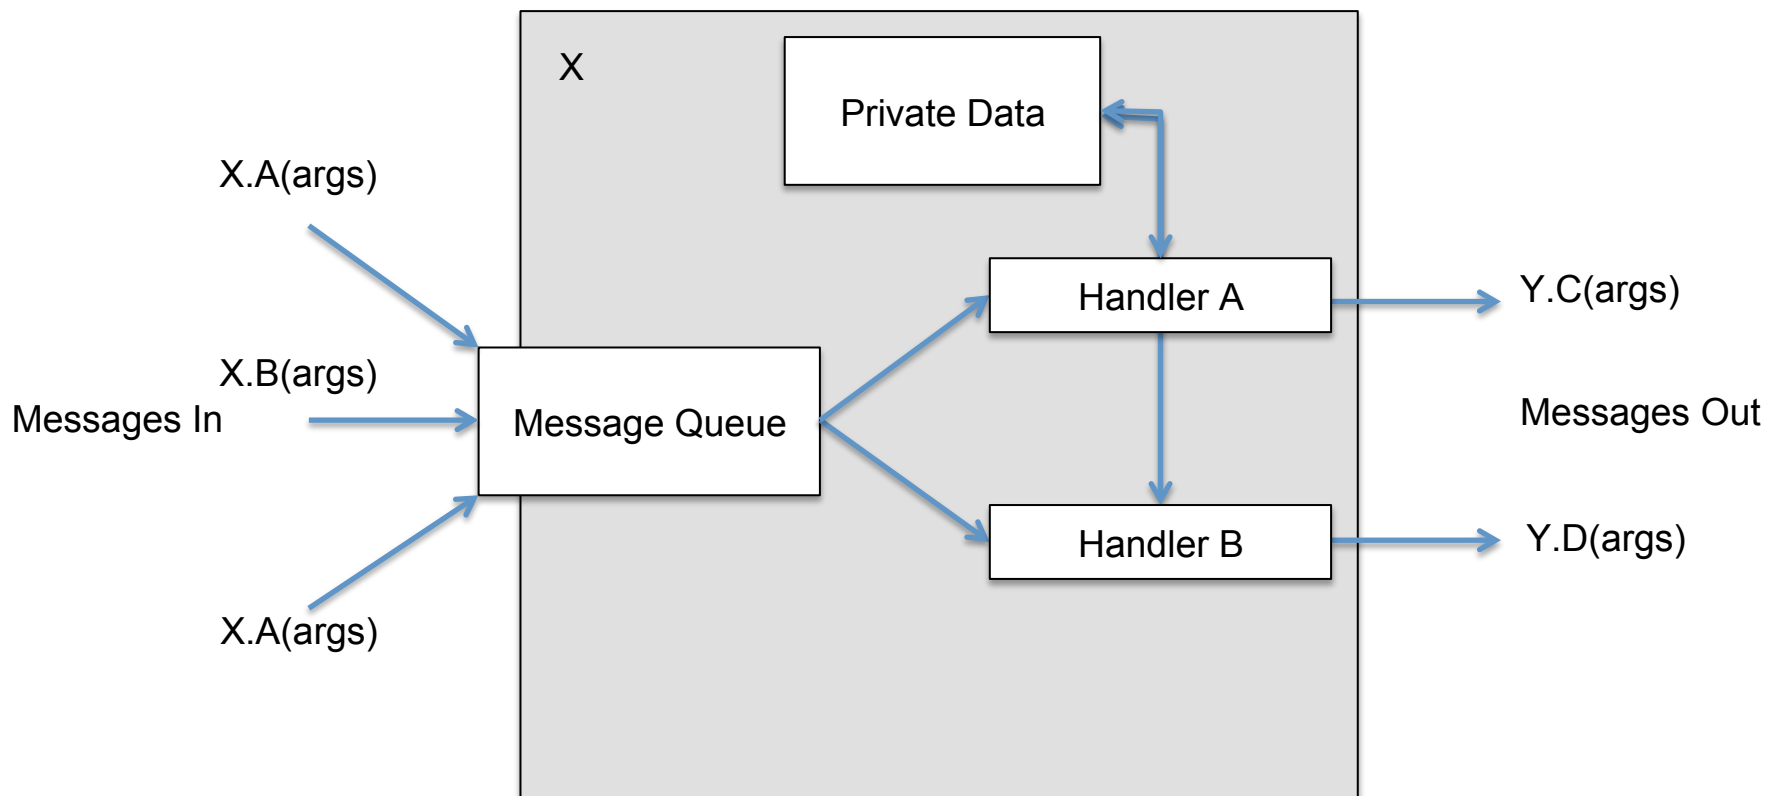 X
Private Data
X.A(args)
Handler A
Y.C(args)
X.B(args)
Messages In
Message Queue
Messages Out
Handler B
Y.D(args)
X.A(args)